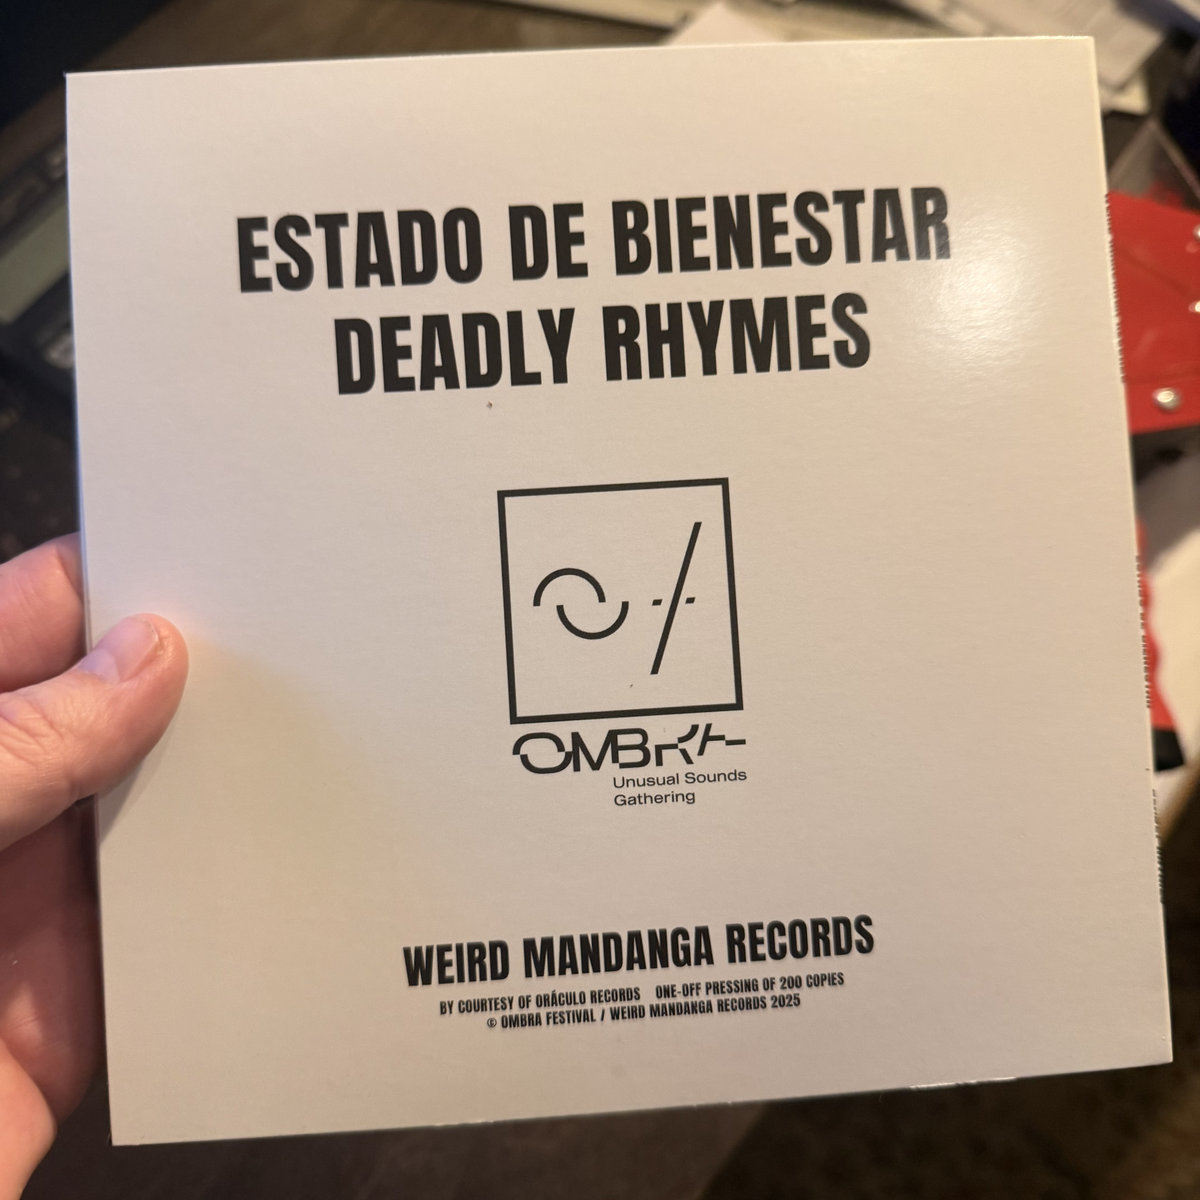 ESTADO DE BIENESTAR
DEADLY RHYMES
OMBRA
Unusual Sounds
Gathering
WEIRD MANDANGA RECORDS
BY COURTESY OF ORÁCULO RECORDS ONE-OFF PRESSING OF 200 COPIES
© OMBRA FESTIVAL / WEIRD MANDANGA RECORDS 2025